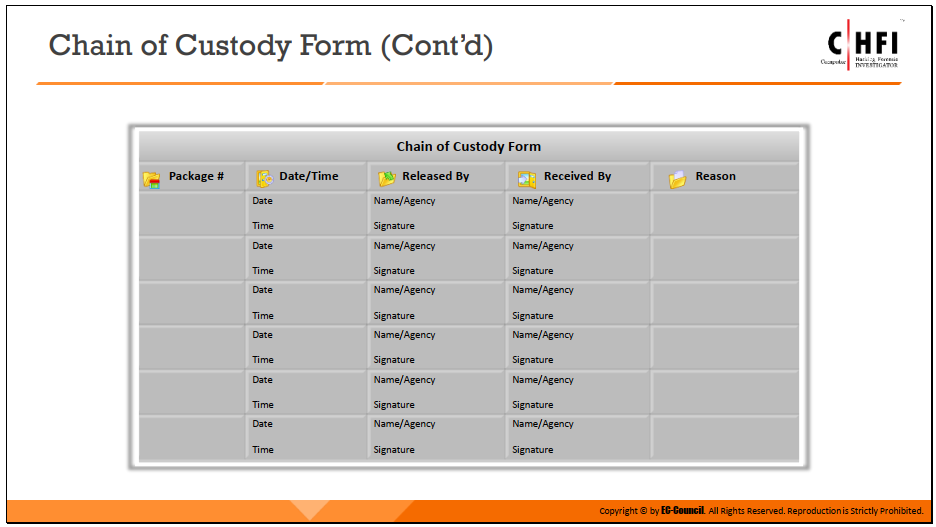 Chain of Custody Form (Cont’d)
C HFI
Computer Hacking Forensic
INVESTIGATOR
Chain of Custody Form
Package # Date/Time Released By Received By Reason
Date Name/Agency Name/Agency
Time Signature Signature
Date Name/Agency Name/Agency
Time Signature Signature
Date Name/Agency Name/Agency
Time Signature Signature
Date Name/Agency Name/Agency
Time Signature Signature
Date Name/Agency Name/Agency
Time Signature Signature
Date Name/Agency Name/Agency
Time Signature Signature
Copyright © by EC-Council. All Rights Reserved. Reproduction is Strictly Prohibited.